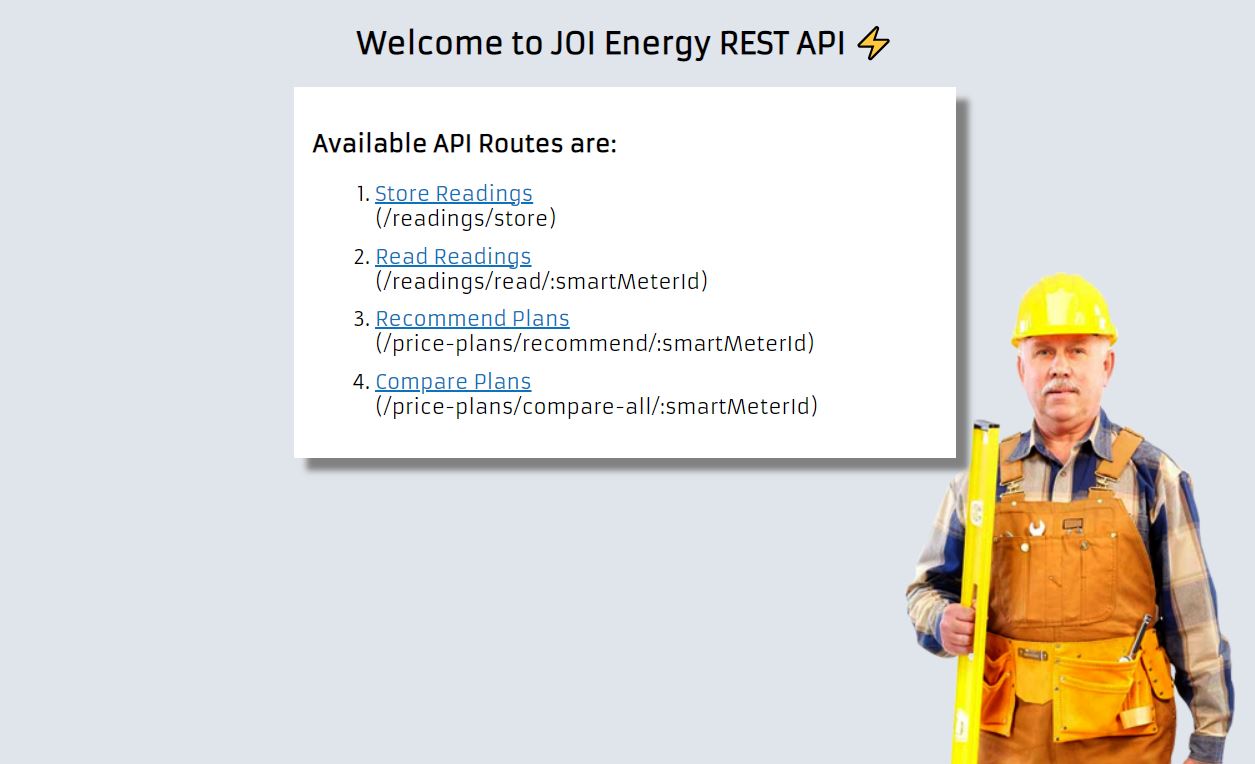 Welcome to JOI Energy REST API ⚡
Available API Routes are:
1. Store Readings
(/readings/store)
2. Read Readings
(/readings/read/:smartMeterId)
3. Recommend Plans
(/price-plans/recommend/:smartMeterId)
4. Compare Plans
(/price-plans/compare-all/:smartMeterId)